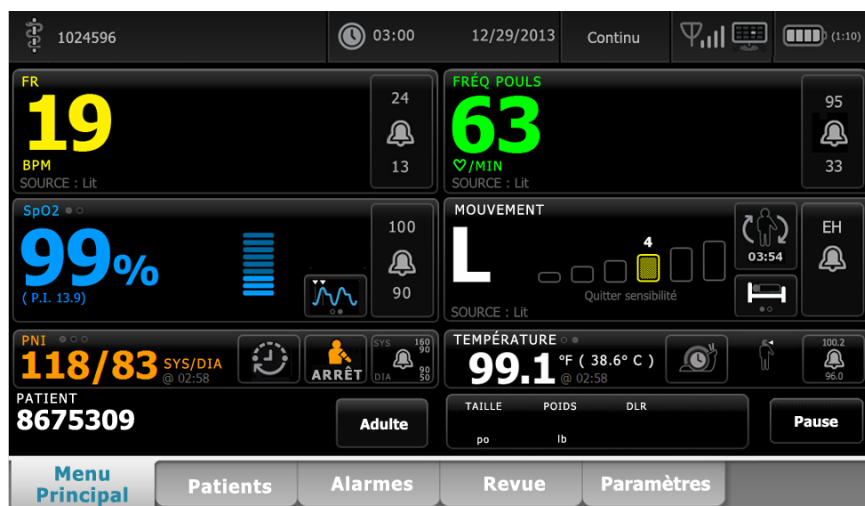 1024596
03:00
12/29/2013
Continu
(1:10)
FR
19
BPM
SOURCE : Lit
24
13
FRÉQ POULS
63
/MIN
SOURCE : Lit
95
33
SpO2
99%
( P.I. 13.9)
100
90
MOUVEMENT
L
4
Quitter sensibilité
SOURCE : Lit
03:54
EH
PNI
118/83 SYS/DIA
@ 02:58
ARRÊT
SYS 160
90
DIA 90
50
TEMPÉRATURE
99.1 °F ( 38.6° C )
@ 02:58
100.2
96.0
PATIENT
8675309
Adulte
TAILLE POIDS DLR
po lb
Pause
Menu
Principal
Patients
Alarmes
Revue
Paramètres